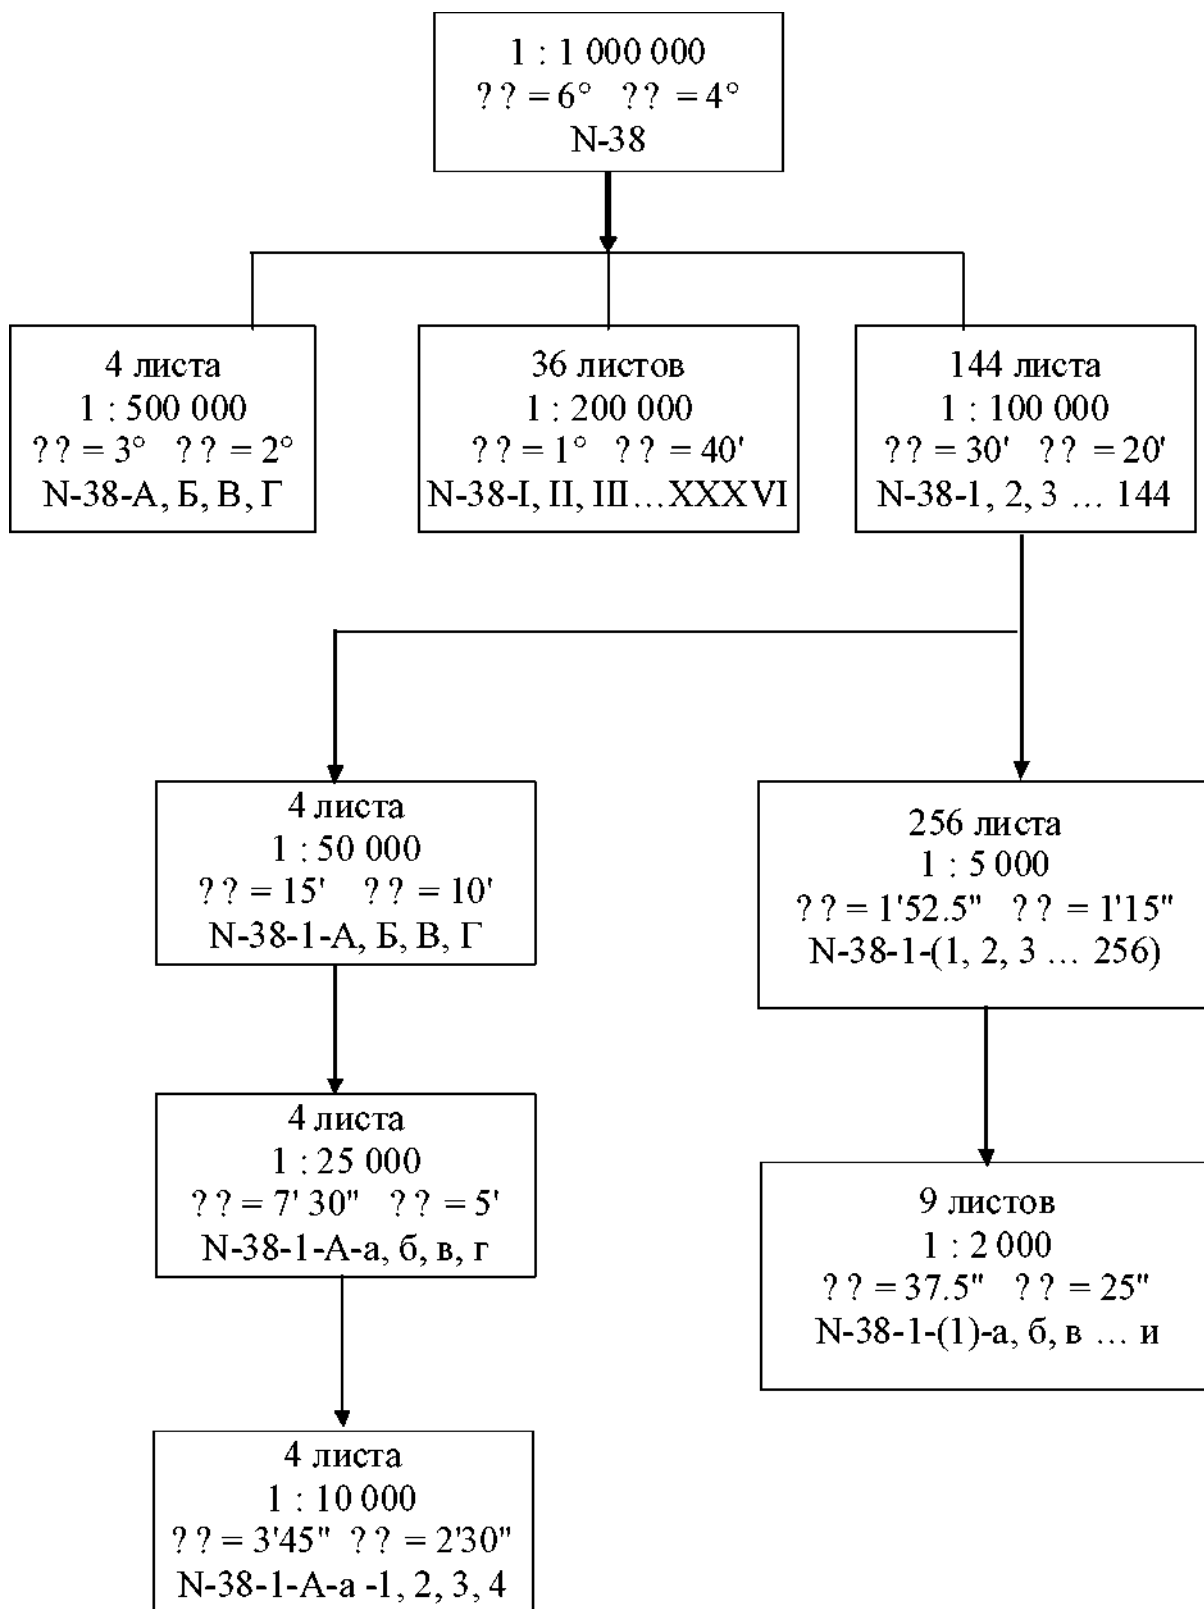 1 : 1 000 000
?? = 6° ?? = 4°
N-38
4 листа
1 : 500 000
?? = 3° ?? = 2°
N-38-А, Б, В, Г
36 листов
1 : 200 000
?? = 1° ?? = 40'
N-38-I, II, III...XXXVI
144 листа
1 : 100 000
?? = 30' ?? = 20'
N-38-1, 2, 3 ... 144
4 листа
1 : 50 000
?? = 15' ?? = 10'
N-38-1-А, Б, В, Г
256 листа
1 : 5 000
?? = 1'52.5" ?? = 1'15"
N-38-1-(1, 2, 3 ... 256)
4 листа
1 : 25 000
?? = 7' 30" ?? = 5'
N-38-1-А-а, б, в, г
9 листов
1 : 2 000
?? = 37.5" ?? = 25"
N-38-1-(1)-а, б, в ... и
4 листа
1 : 10 000
?? = 3'45" ?? = 2'30"
N-38-1-А-а -1, 2, 3, 4